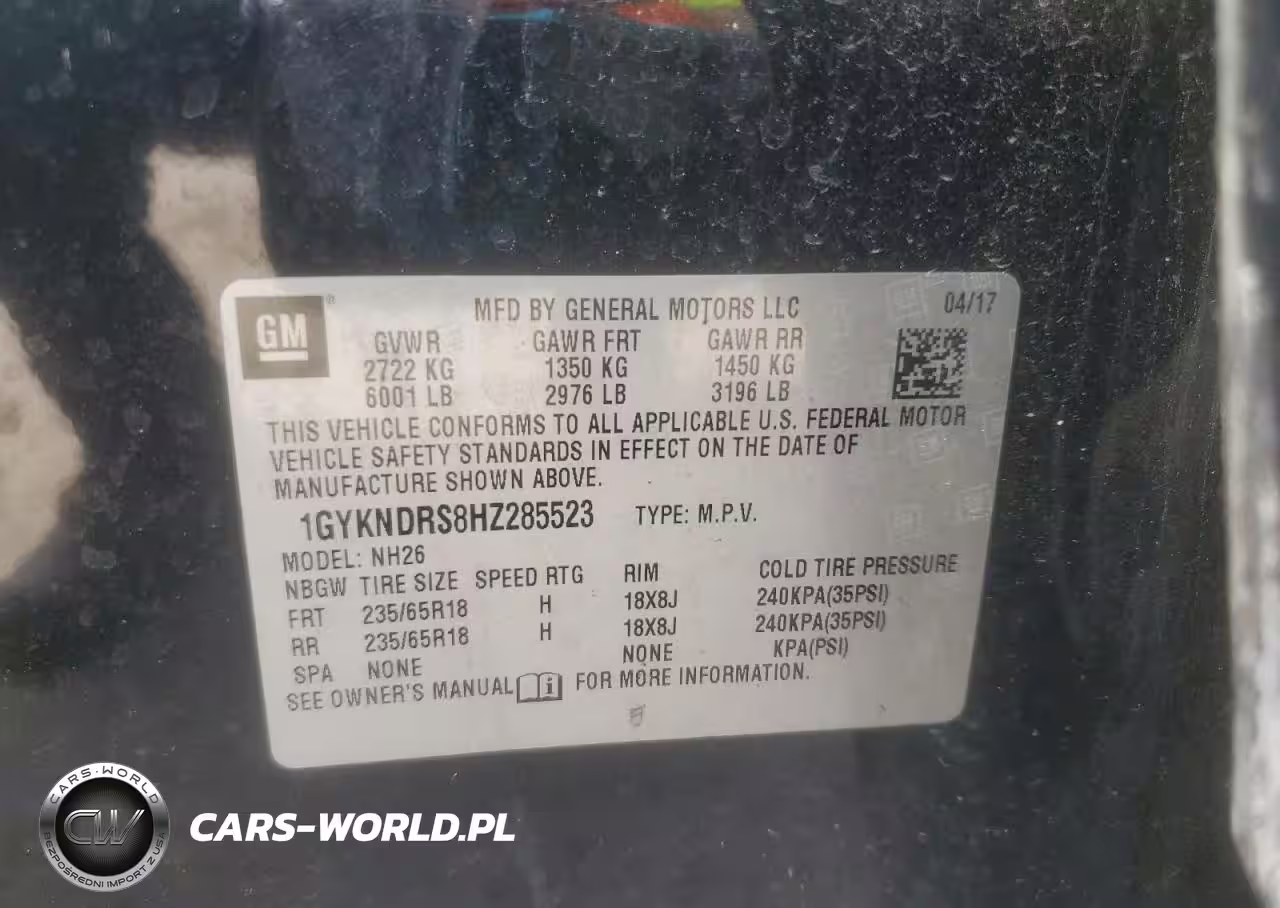 GM
®
MFD BY GENERAL MOTORS LLC
04/17
GVWR GAWR FRT GAWR RR
2722 KG 1350 KG 1450 KG
6001 LB 2976 LB 3196 LB
THIS VEHICLE CONFORMS TO ALL APPLICABLE U.S. FEDERAL MOTOR
VEHICLE SAFETY STANDARDS IN EFFECT ON THE DATE OF
MANUFACTURE SHOWN ABOVE.
1GYKNDRS8HZ285523 TYPE: M.P.V.
MODEL: NH26
NBGW TIRE SIZE SPEED RTG RIM COLD TIRE PRESSURE
FRT 235/65R18 H 18X8J 240KPA(35PSI)
RR 235/65R18 H 18X8J 240KPA(35PSI)
SPA NONE NONE KPA(PSI)
SEE OWNER'S MANUAL i FOR MORE INFORMATION.
CARS-WORLD
CW
BEZPOŚREDNI IMPORT Z USA
CARS-WORLD.PL